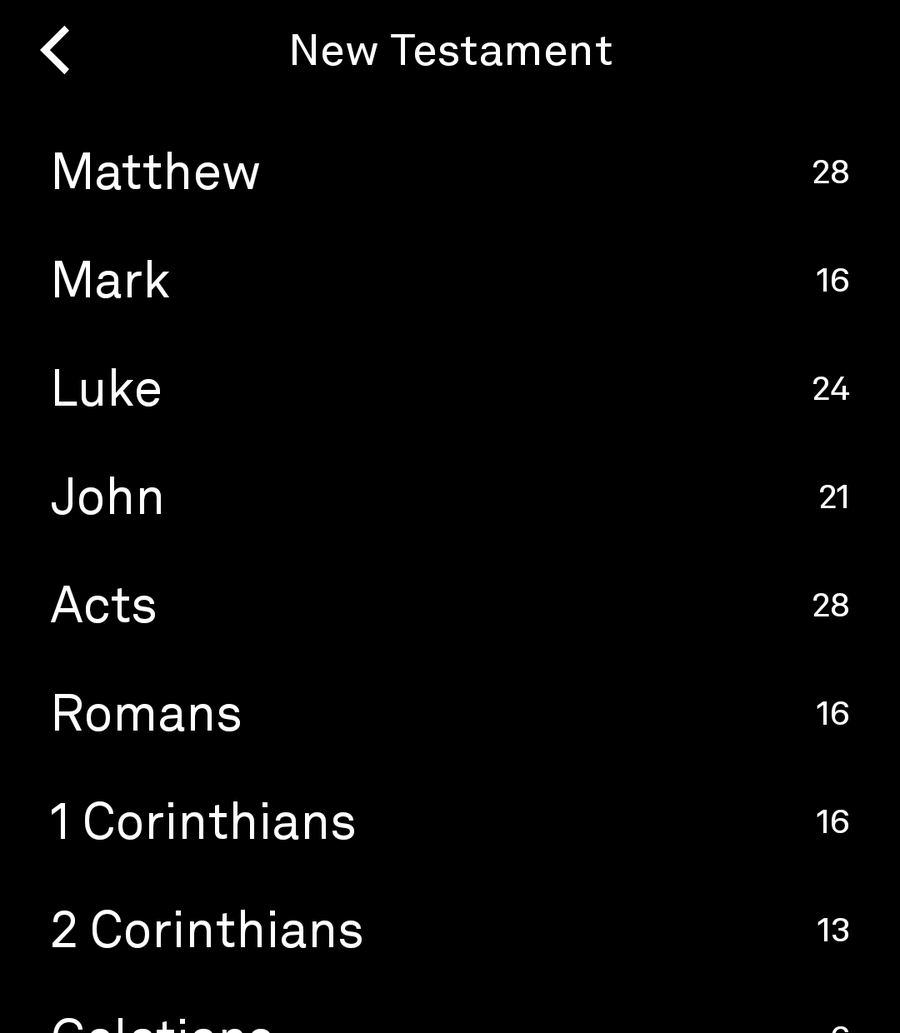 New Testament
Matthew 28
Mark 16
Luke 24
John 21
Acts 28
Romans 16
1 Corinthians 16
2 Corinthians 13